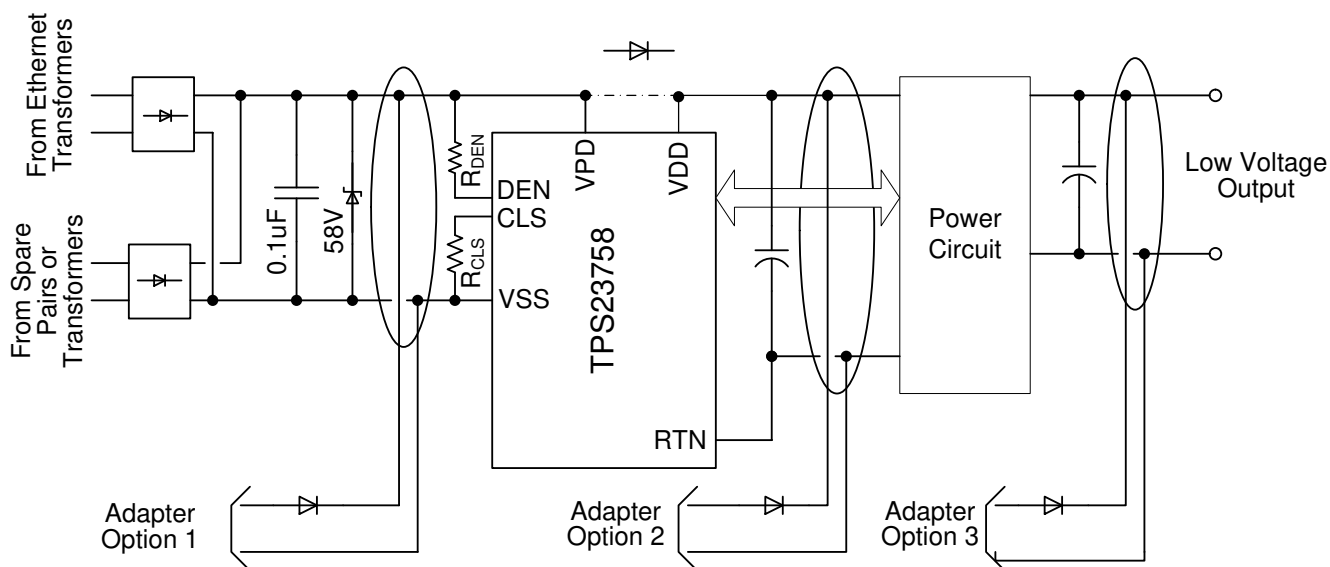 From Ethernet
Transformers
From Spare
Pairs or
Transformers
0.1uF
58V
RDEN
DEN
CLS
RCLS
VSS
VPD
VDD
TPS23758
RTN
Power
Circuit
Low Voltage
Output
Adapter
Option 1
Adapter
Option 2
Adapter
Option 3